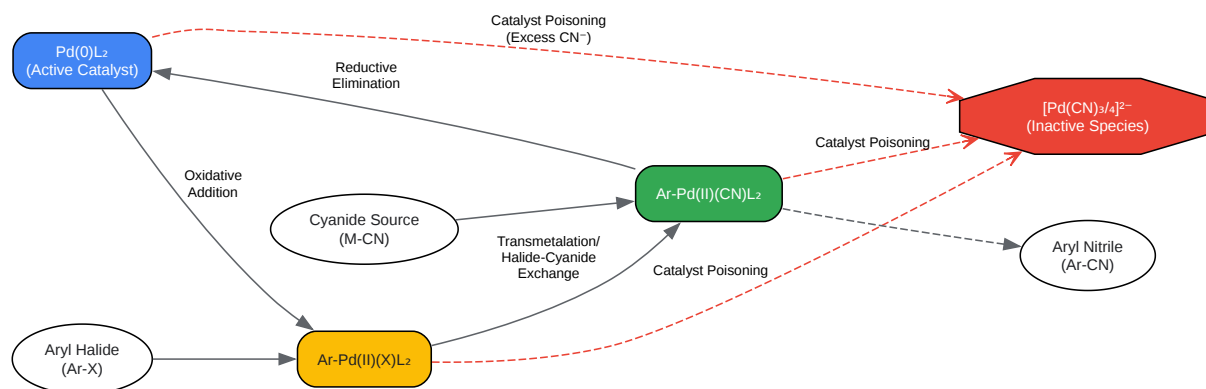 Catalyst Poisoning
(Excess CN⁻)
Pd(0)L₂
(Active Catalyst)
Reductive
Elimination
[Pd(CN)₃/₄]²⁻
(Inactive Species)
Catalyst Poisoning
Oxidative
Addition
Ar-Pd(II)(CN)L₂
Cyanide Source
(M-CN)
Transmetalation/
Halide-Cyanide
Exchange
Catalyst Poisoning
Aryl Nitrile
(Ar-CN)
Aryl Halide
(Ar-X)
Ar-Pd(II)(X)L₂